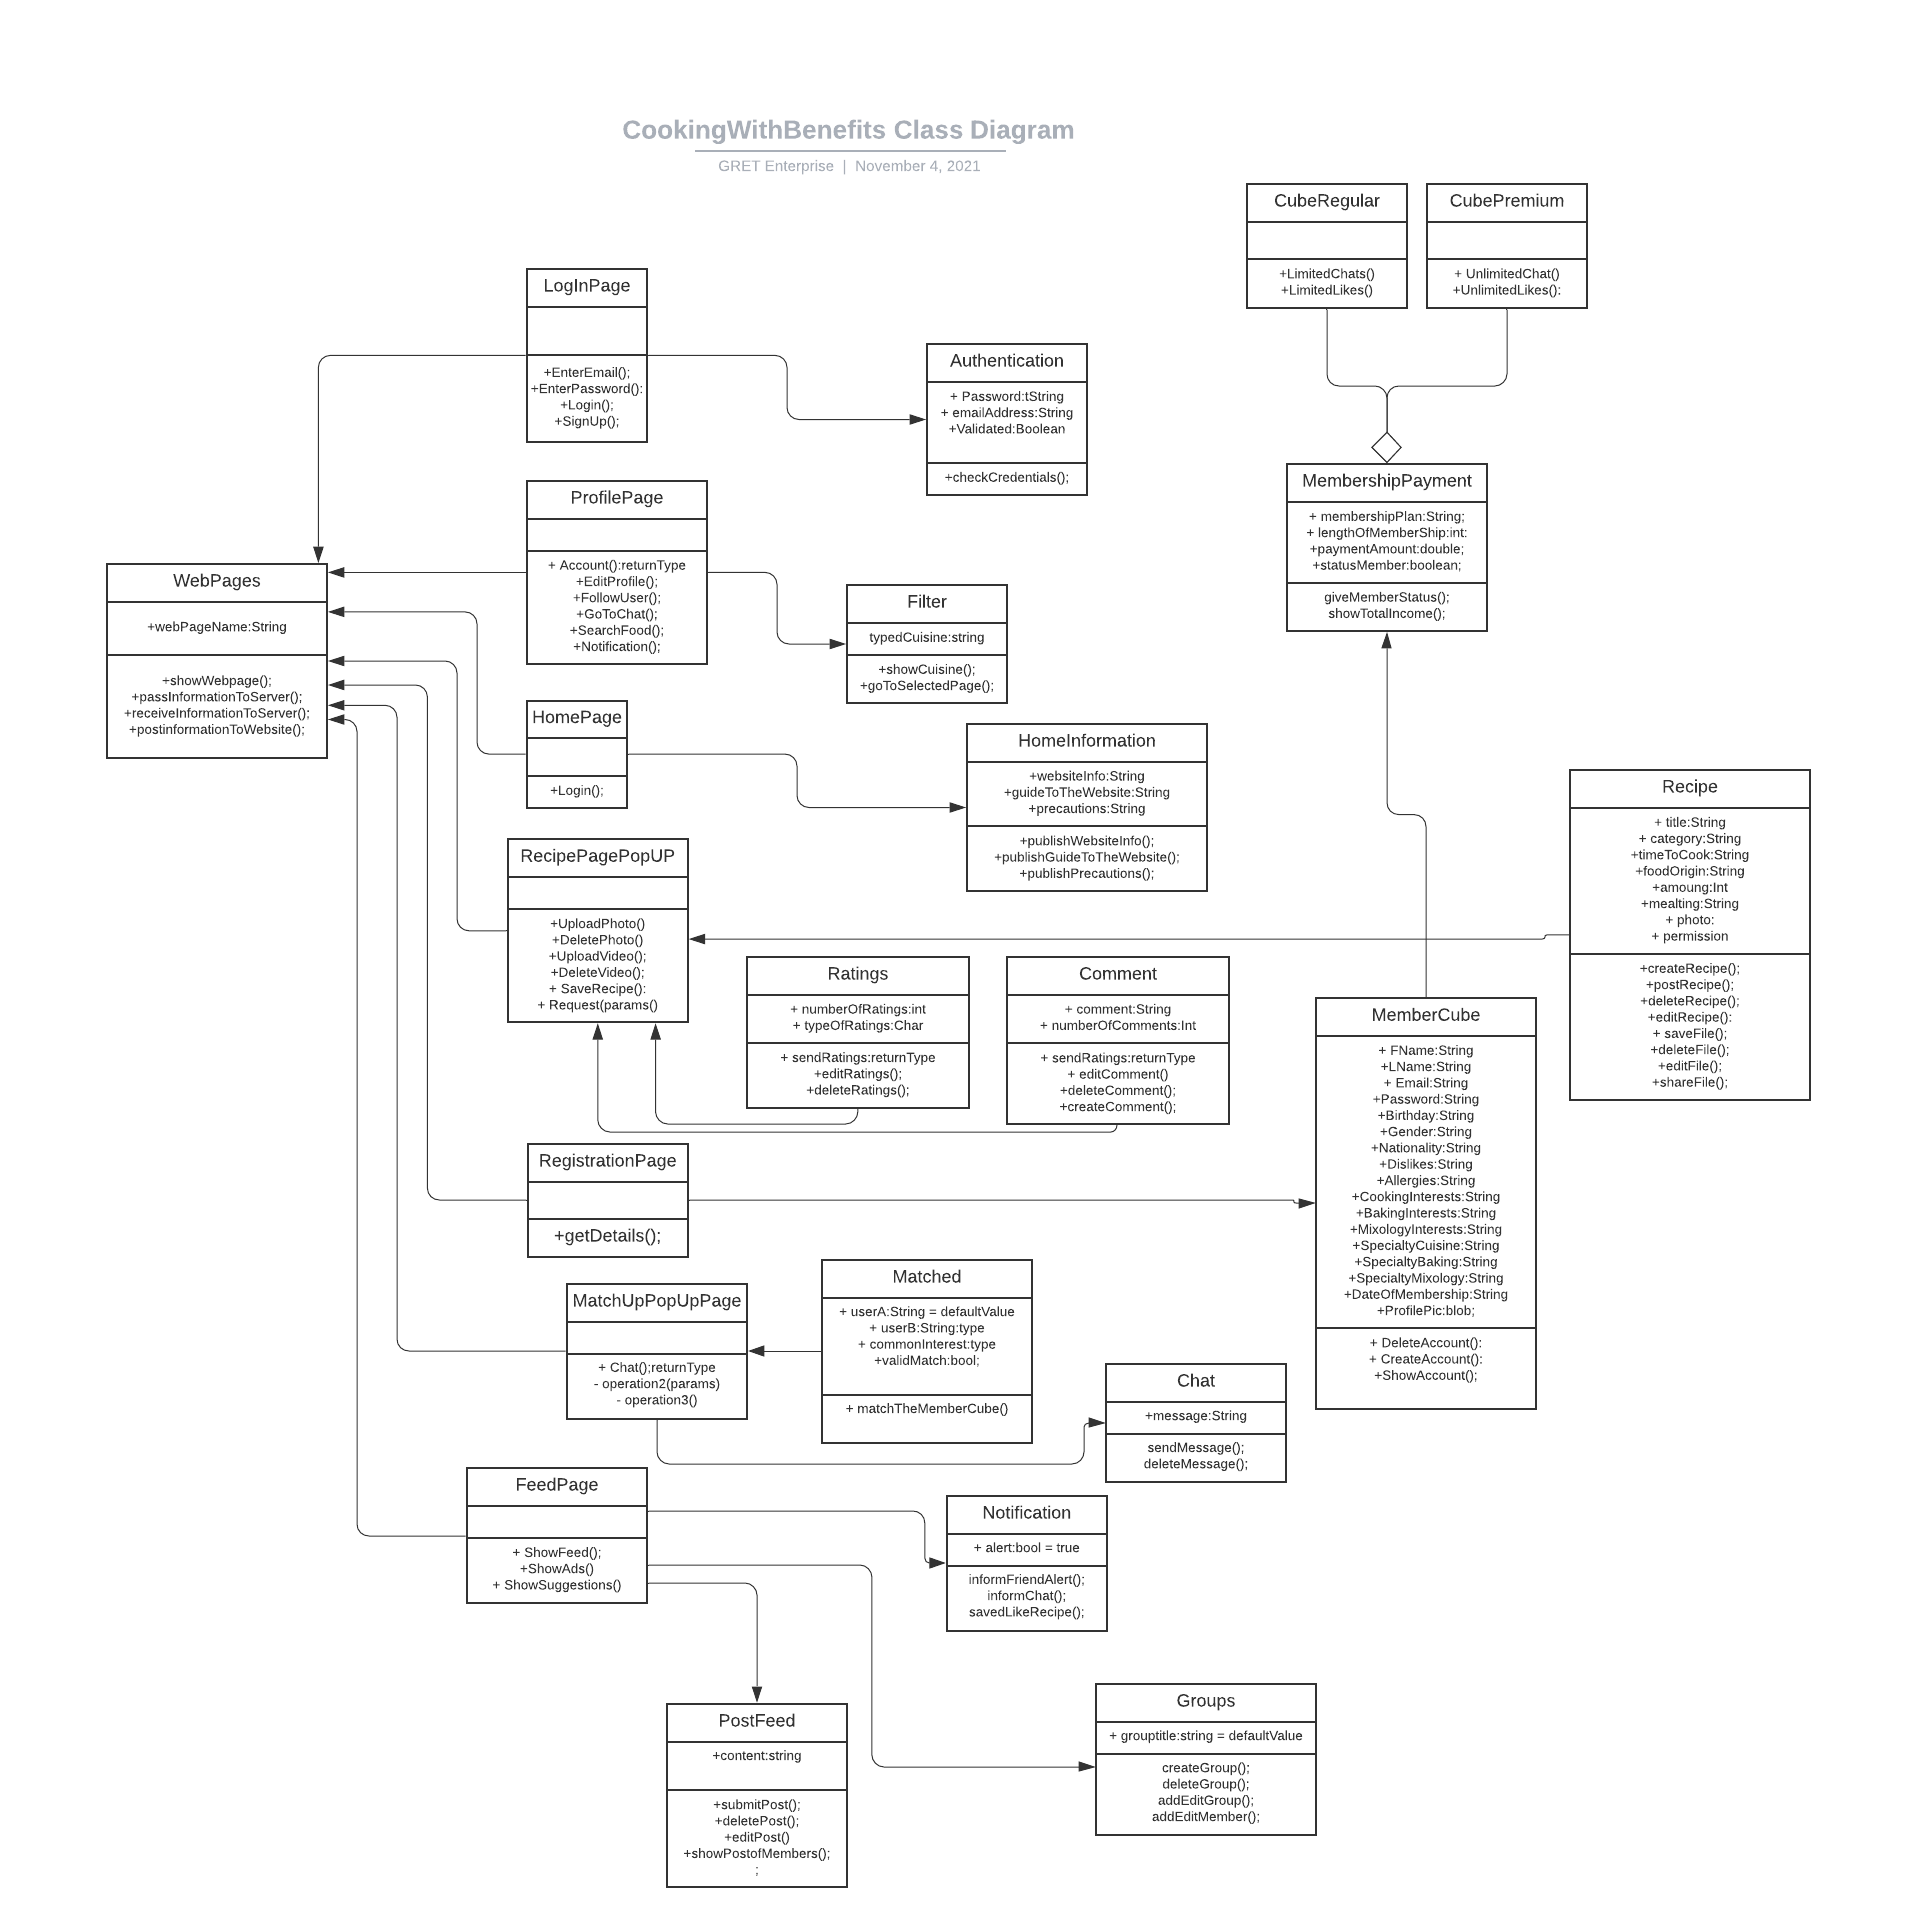 CookingWithBenefits Class Diagram
GRET Enterprise | November 4, 2021
CubeRegular
+LimitedChats()
+LimitedLikes()
CubePremium
+ UnlimitedChat()
+UnlimitedLikes():
LogInPage
+EnterEmail();
+EnterPassword():
+Login();
+SignUp();
Authentication
+ Password:tString
+ emailAddress:String
+Validated:Boolean
+checkCredentials();
MembershipPayment
+ membershipPlan:String;
+ lengthOfMemberShip:int:
+paymentAmount:double;
+statusMember:boolean;
giveMemberStatus();
showTotalIncome();
ProfilePage
+ Account():returnType
+EditProfile();
+FollowUser();
+GoToChat();
+SearchFood();
+Notification();
WebPages
+webPageName:String
+showWebpage();
+passInformationToServer();
+receiveInformationToServer();
+postinformationToWebsite();
Filter
typedCuisine:string
+showCuisine();
+goToSelectedPage();
HomePage
+Login();
HomeInformation
+websiteInfo:String
+guideToTheWebsite:String
+precautions:String
+publishWebsiteInfo();
+publishGuideToTheWebsite();
+publishPrecautions();
Recipe
+ title:String
+ category:String
+timeToCook:String
+foodOrigin:String
+amoung:Int
+mealting:String
+ photo:
+ permission
+createRecipe();
+postRecipe();
+deleteRecipe();
+editRecipe():
+ saveFile();
+deleteFile();
+editFile();
+shareFile();
RecipePagePopUP
+UploadPhoto()
+DeletePhoto()
+UploadVideo();
+DeleteVideo();
+ SaveRecipe():
+ Request(params()
Ratings
+ numberOfRatings:int
+ typeOfRatings:Char
+ sendRatings:returnType
+editRatings();
+deleteRatings();
Comment
+ comment:String
+ numberOfComments:Int
+ sendRatings:returnType
+ editComment()
+deleteComment();
+createComment();
MemberCube
+ FName:String
+LName:String
+ Email:String
+Password:String
+Birthday:String
+Gender:String
+Nationality:String
+Dislikes:String
+Allergies:String
+CookingInterests:String
+BakingInterests:String
+MixologyInterests:String
+SpecialtyCuisine:String
+SpecialtyBaking:String
+SpecialtyMixology:String
+DateOfMembership:String
+ProfilePic:blob;
+ DeleteAccount():
+ CreateAccount():
+ShowAccount();
RegistrationPage
+getDetails();
MatchUpPopUpPage
+ Chat();returnType
- operation2(params)
- operation3()
Matched
+ userA:String = defaultValue
+ userB:String:type
+ commonInterest:type
+validMatch:bool;
+ matchTheMemberCube()
Chat
+message:String
sendMessage();
deleteMessage();
FeedPage
+ ShowFeed();
+ShowAds()
+ ShowSuggestions()
Notification
+ alert:bool = true
informFriendAlert();
informChat();
savedLikeRecipe();
PostFeed
+content:string
+submitPost();
+deletePost();
+editPost()
+showPostofMembers();
;
Groups
+ grouptitle:string = defaultValue
createGroup();
deleteGroup();
addEditGroup();
addEditMember();